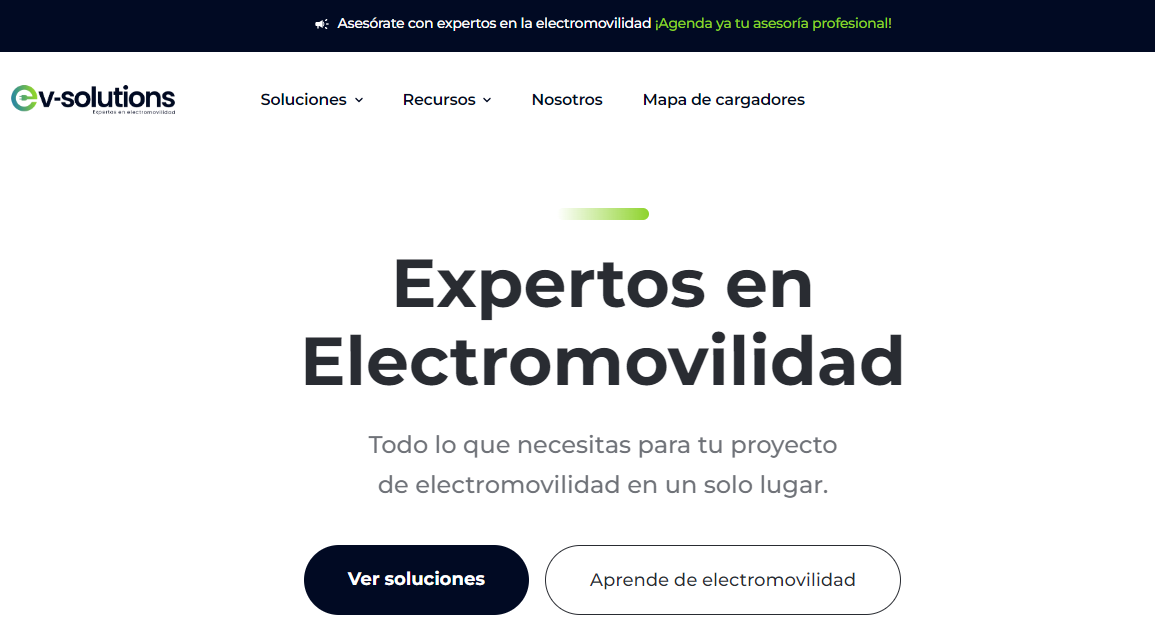 Asesórate con expertos en la electromovilidad ¡Agenda ya tu asesoría profesional!
ev-solutions
Expertos en electromovilidad
Soluciones Recursos Nosotros Mapa de cargadores
Expertos en
Electromovilidad
Todo lo que necesitas para tu proyecto
de electromovilidad en un solo lugar.
Ver soluciones Aprende de electromovilidad